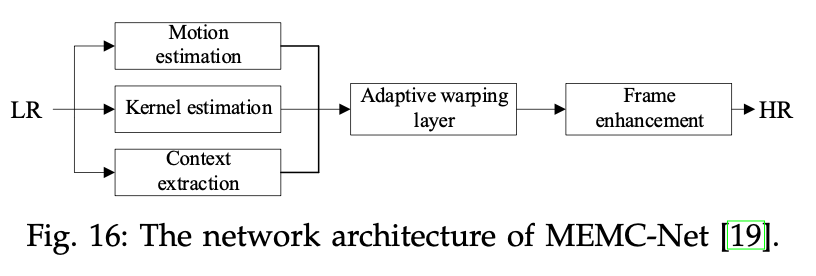 Motion
estimation
LR
Kernel estimation
Context
extraction
Adaptive warping
layer
Frame
enhancement
HR
Fig. 16: The network architecture of MEMC-Net [19].